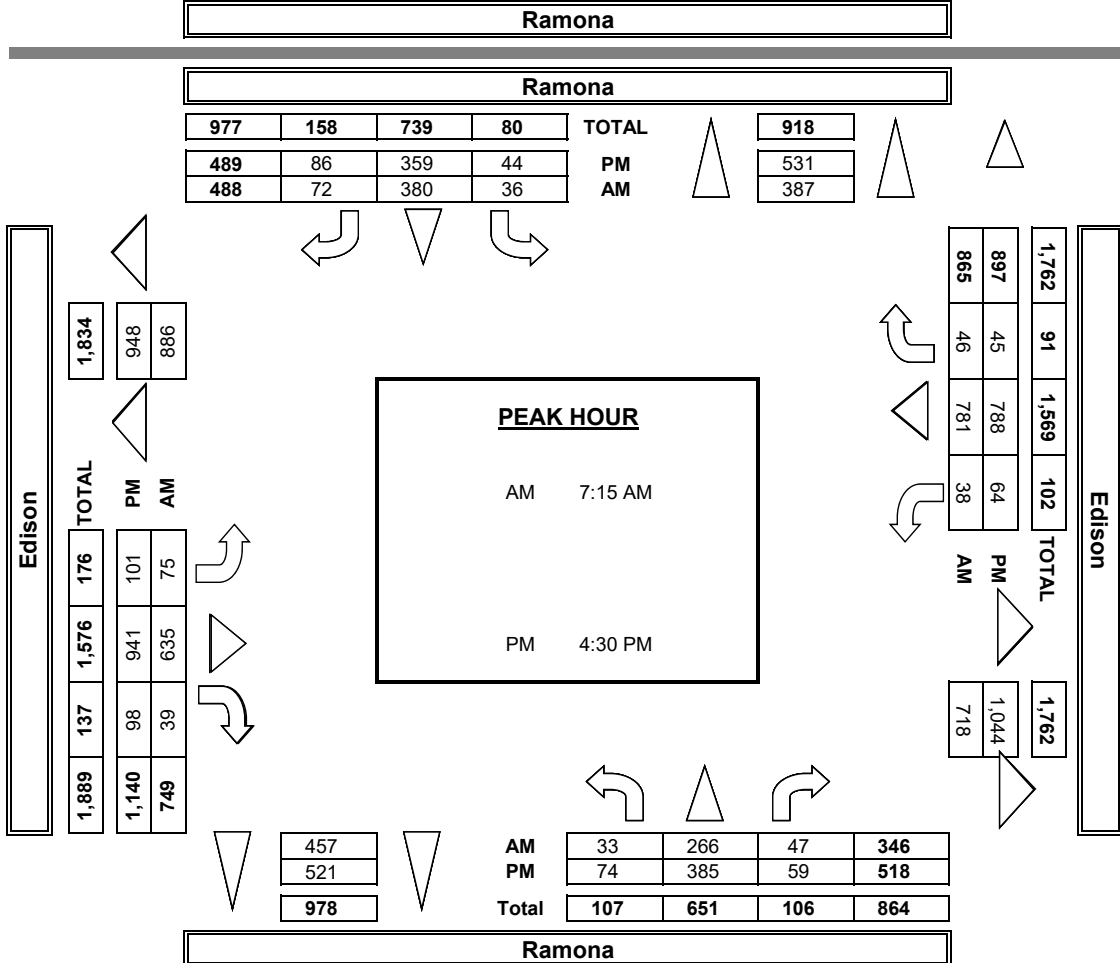 Ramona
Ramona
977 158 739 80 TOTAL 918
489 86 359 44 PM 531
488 72 380 36 AM 387
Edison
1,834
948
886
TOTAL 176 1,576 137 1,889
PM 101 941 98 1,140
AM 75 635 39 749
PEAK HOUR
AM 7:15 AM
PM 4:30 PM
1,762 91 1,569 102 TOTAL
897 45 788 64 PM
865 46 781 38 AM
1,762
1,044
718
Edison
457 AM 33 266 47 346
521 PM 74 385 59 518
978 Total 107 651 106 864
Ramona